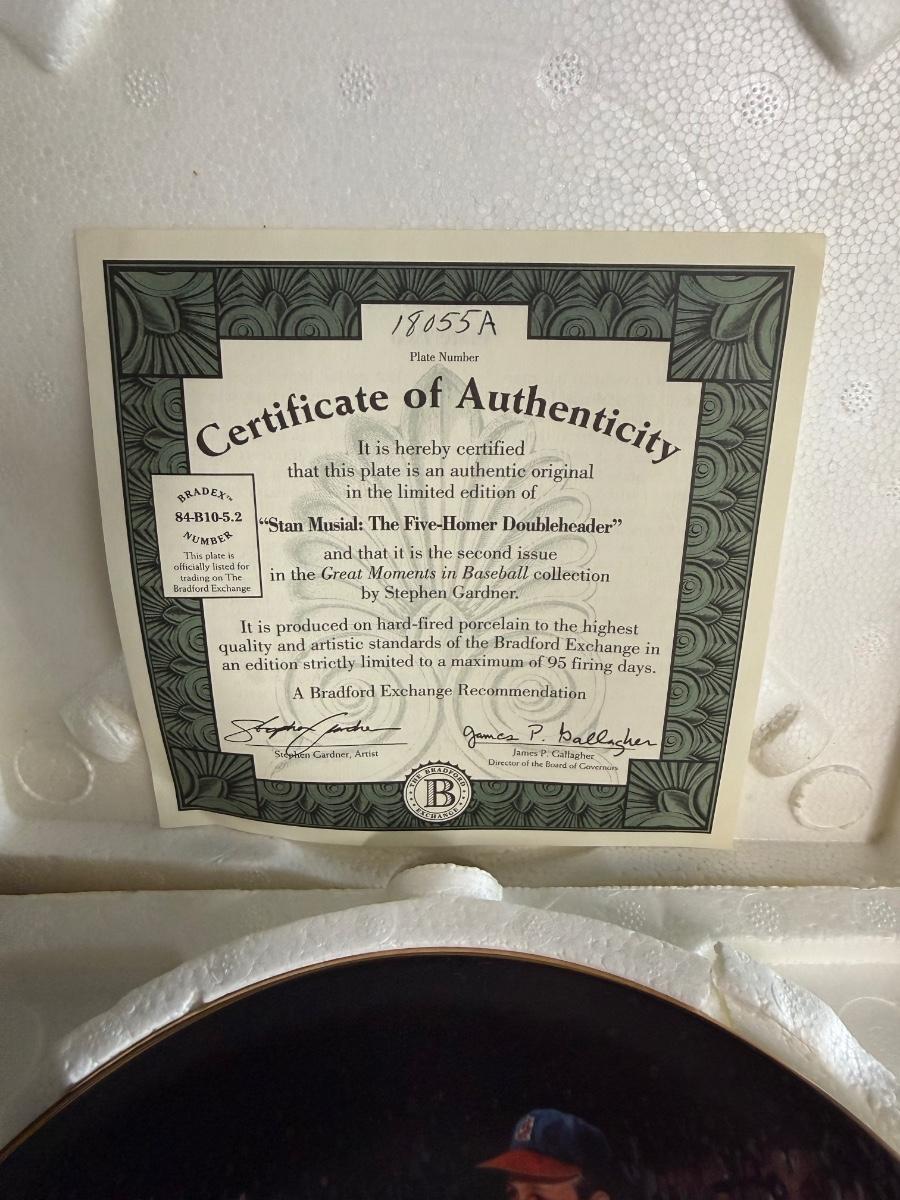 18055A
Plate Number
Certificate of Authenticity
It is hereby certified
that this plate is an authentic original
in the limited edition of
"Stan Musial: The Five-Homer Doubleheader"
and that it is the second issue
in the Great Moments in Baseball collection
by Stephen Gardner.
BRADEX™
84-B10-5.2
NUMBER
This plate is
officially listed for
trading on The
Bradford Exchange
It is produced on hard-fired porcelain to the highest
quality and artistic standards of the Bradford Exchange in
an edition strictly limited to a maximum of 95 firing days.
A Bradford Exchange Recommendation
Stephen Gardner
Stephen Gardner, Artist
James P. Gallagher
James P. Gallagher
Director of the Board of Governors
THE BRADFORD
B
EXCHANGE